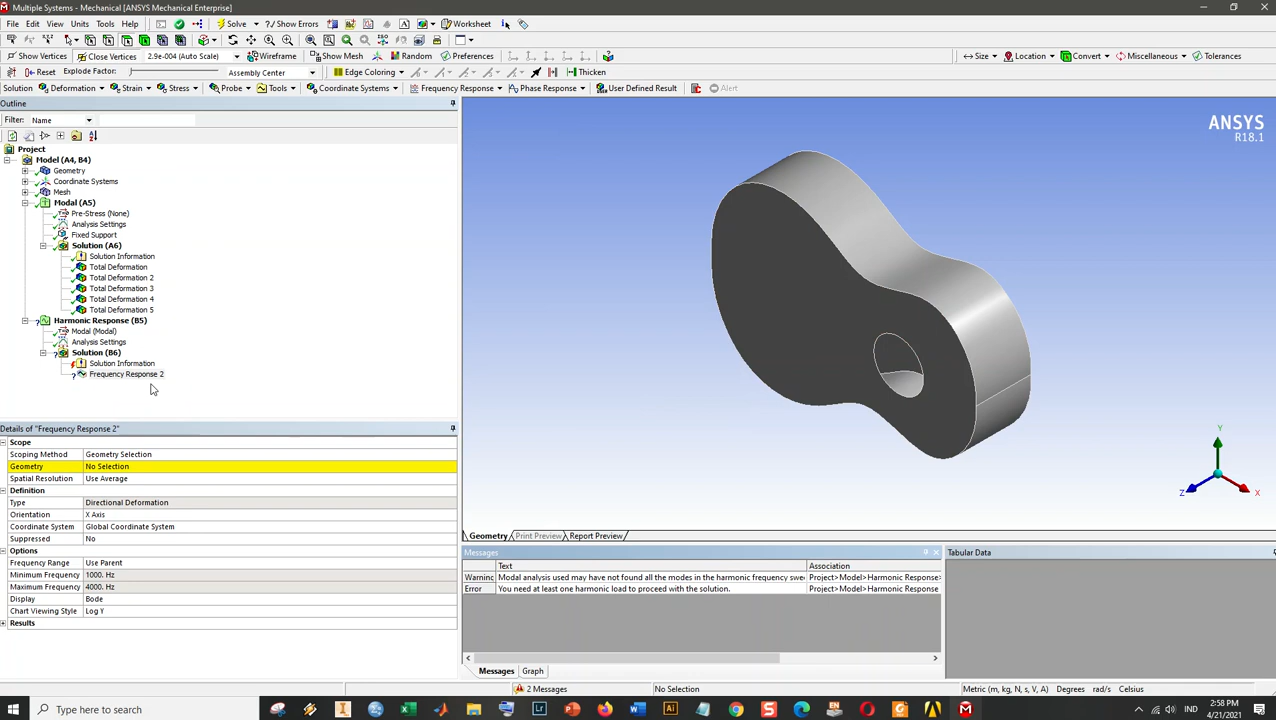 Multiple Systems - Mechanical [ANSYS Mechanical Enterprise]
File Edit View Units Tools Help Solve Show Errors Worksheet
Show Vertices Close Vertices 2.9e-004 (Auto Scale) Wireframe Show Mesh Random Preferences Size Location Convert Miscellaneous Tolerances
Reset Explode Factor: Assembly Center Edge Coloring Thicken
Solution Deformation Strain Stress Probe Tools Coordinate Systems Frequency Response Phase Response User Defined Result Alert
Outline
Filter: Name
Project
Model (A4, B4)
Geometry
Coordinate Systems
Mesh
Modal (A5)
Pre-Stress (None)
Analysis Settings
Fixed Support
Solution (A6)
Solution Information
Total Deformation
Total Deformation 2
Total Deformation 3
Total Deformation 4
Total Deformation 5
Harmonic Response (B5)
Modal (Modal)
Analysis Settings
Solution (B6)
Solution Information
Frequency Response 2
ANSYS
R18.1
Y
Z
X
Details of "Frequency Response 2"
Scope
Scoping Method Geometry Selection
Geometry No Selection
Spatial Resolution Use Average
Definition
Type Directional Deformation
Orientation X Axis
Coordinate System Global Coordinate System
Suppressed No
Options
Frequency Range Use Parent
Minimum Frequency 1000. Hz
Maximum Frequency 4000. Hz
Display Bode
Chart Viewing Style Log Y
Results
Geometry Print Preview Report Preview
Messages
Text Association
Warninc Modal analysis used may have not found all the modes in the harmonic frequency swee Project>Model>Harmonic Response>
Error You need at least one harmonic load to proceed with the solution. Project>Model>Harmonic Response
Messages Graph
Tabular Data
2 Messages No Selection Metric (m, kg, N, s, V, A) Degrees rad/s Celsius
Type here to search
IND
2:58 PM
4/21/2021